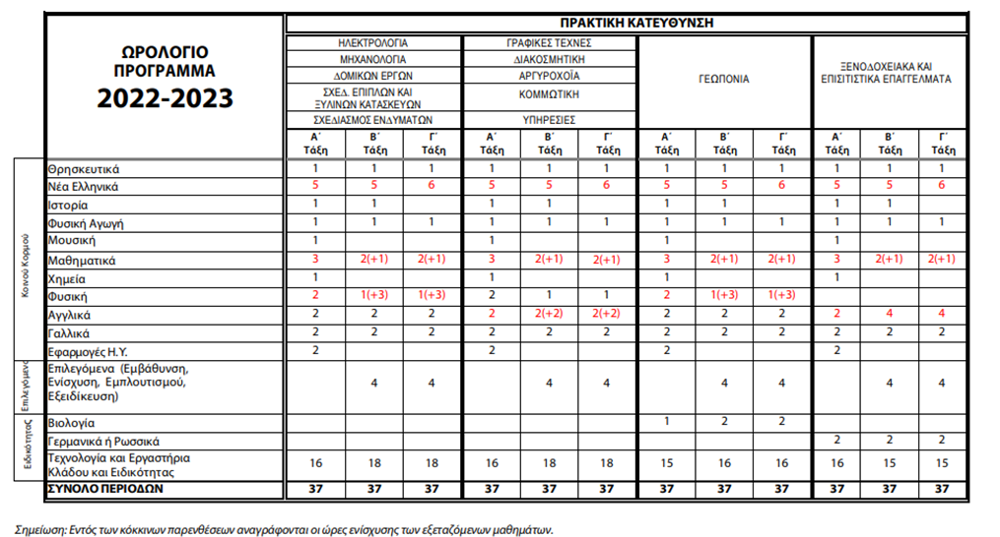 ΩΡΟΛΟΓΙΟ
ΠΡΟΓΡΑΜΜΑ
2022-2023
ΠΡΑΚΤΙΚΗ ΚΑΤΕΥΘΥΝΣΗ
ΗΛΕΚΤΡΟΛΟΓΙΑ
ΜΗΧΑΝΟΛΟΓΙΑ
ΔΟΜΙΚΩΝ ΕΡΓΩΝ
ΣΧΕΔ. ΕΠΙΠΛΩΝ ΚΑΙ
ΞΥΛΙΝΩΝ ΚΑΤΑΣΚΕΥΩΝ
ΣΧΕΔΙΑΣΜΟΣ ΕΝΔΥΜΑΤΩΝ
ΓΡΑΦΙΚΕΣ ΤΕΧΝΕΣ
ΔΙΑΚΟΣΜΗΤΙΚΗ
ΑΡΓΥΡΟΧΟΪΑ
ΚΟΜΜΩΤΙΚΗ
ΥΠΗΡΕΣΙΕΣ
ΓΕΩΠΟΝΙΑ
ΞΕΝΟΔΟΧΕΙΑΚΑ ΚΑΙ
ΕΠΙΣΙΤΙΣΤΙΚΑ ΕΠΑΓΓΕΛΜΑΤΑ
Α΄ Β΄ Γ΄ Α΄ Β΄ Γ΄ Α΄ Β΄ Γ΄ Α΄ Β΄ Γ΄
Τάξη Τάξη Τάξη Τάξη Τάξη Τάξη Τάξη Τάξη Τάξη Τάξη Τάξη Τάξη
Κοινού Κορμού
Θρησκευτικά 1 1 1 1 1 1 1 1 1 1 1 1
Νέα Ελληνικά 5 5 6 5 5 6 5 5 6 5 5 6
Ιστορία 1 1 1 1 1 1 1 1
Φυσική Αγωγή 1 1 1 1 1 1 1 1 1 1 1 1
Μουσική 1 1 1 1
Μαθηματικά 3 2(+1) 2(+1) 3 2(+1) 2(+1) 3 2(+1) 2(+1) 3 2(+1) 2(+1)
Χημεία 1 1 1 1
Φυσική 2 1(+3) 1(+3) 2 1 1 2 1(+3) 1(+3)
Αγγλικά 2 2 2 2 2(+2) 2(+2) 2 2 2 2 4 4
Γαλλικά 2 2 2 2 2 2 2 2 2 2 2 2
Εφαρμογές Η.Υ. 2 2 2 2
Επιλεγόμενα
Επιλεγόμενα (Εμβάθυνση,
Ενίσχυση, Εμπλουτισμού,
Εξειδίκευση)
4 4 4 4 4 4 4 4
Ειδικότητας
Βιολογία 1 2 2
Γερμανικά ή Ρωσσικά 2 2 2
Τεχνολογία και Εργαστήρια
Κλάδου και Ειδικότητας
16 18 18 16 18 18 15 16 16 16 15 15
ΣΥΝΟΛΟ ΠΕΡΙΟΔΩΝ 37 37 37 37 37 37 37 37 37 37 37 37
Σημείωση: Εντός των κόκκινων παρενθέσεων αναγράφονται οι ώρες ενίσχυσης των εξεταζόμενων μαθημάτων.